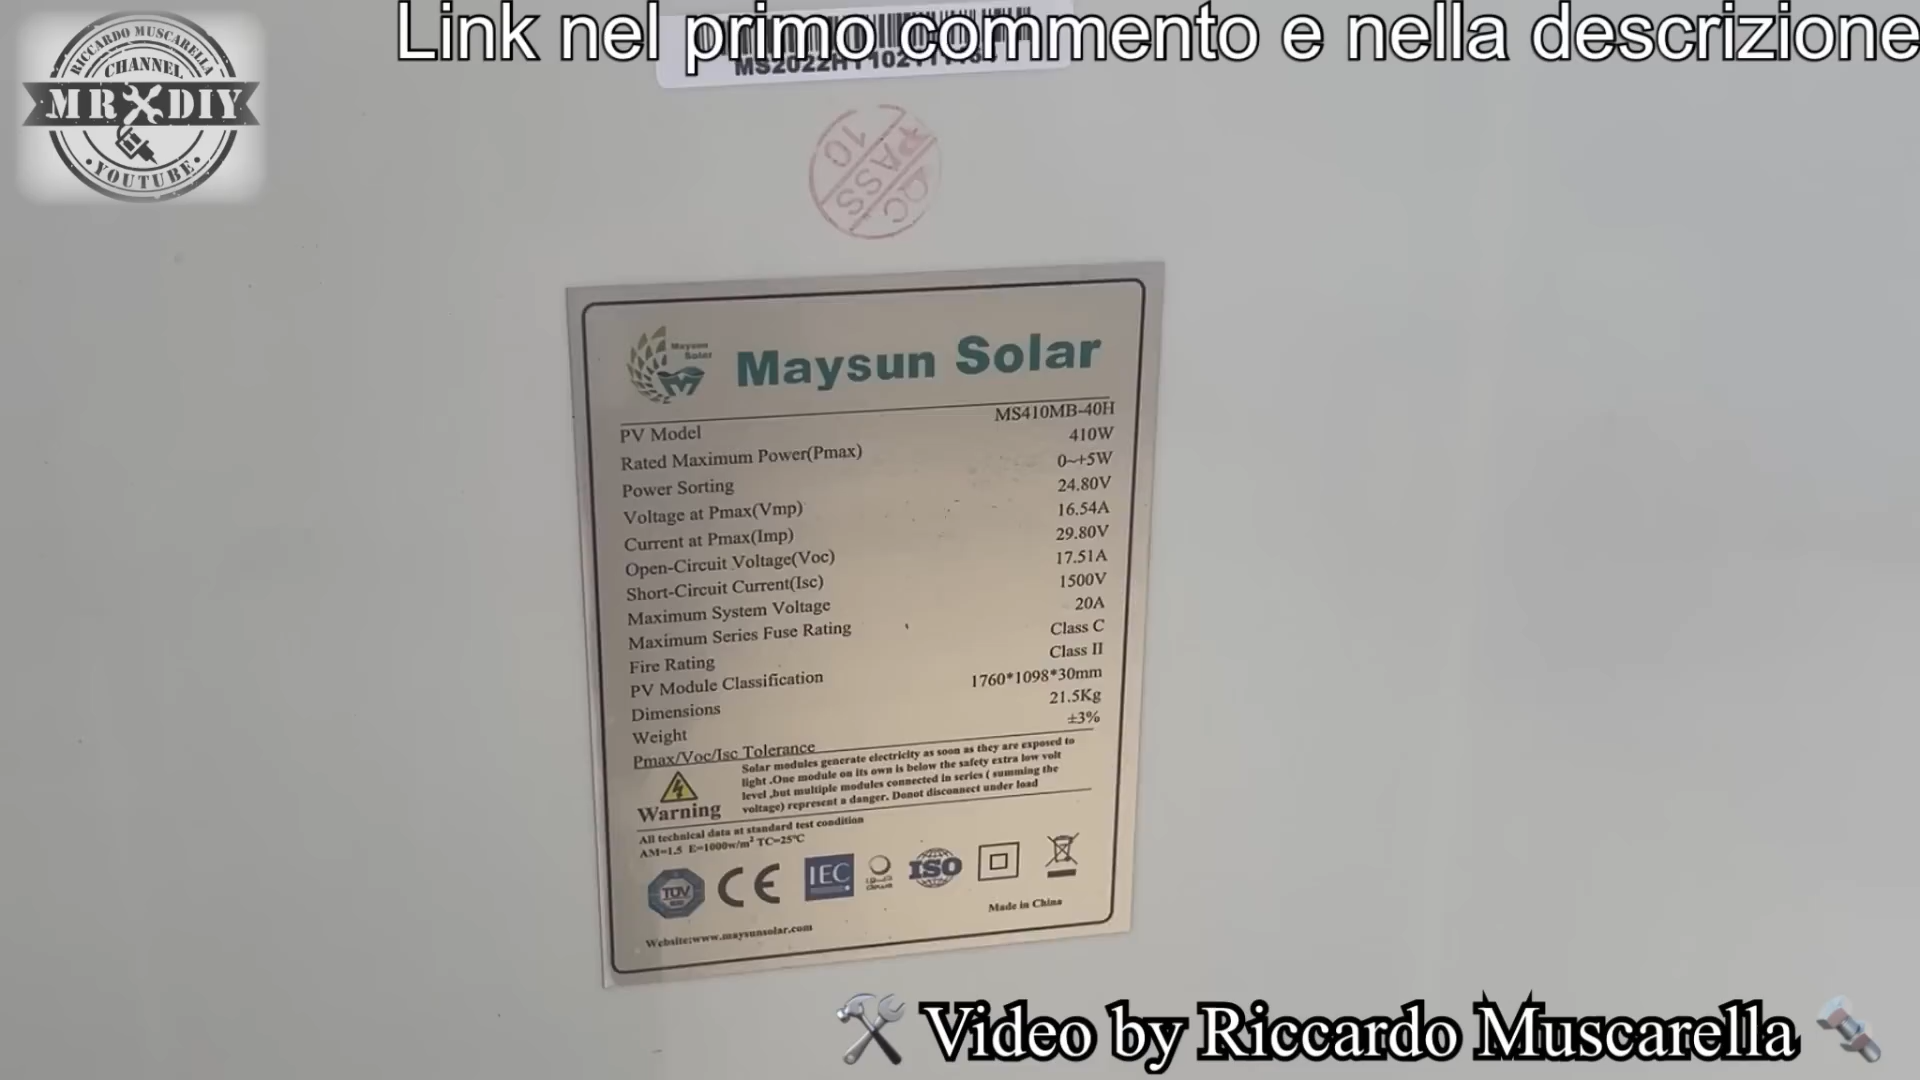 Link nel primo commento e nella descrizione
RICCARDO MUSCARELLA
CHANNEL
MR DIY
YOUTUBE
QC
PASS
10
Maysun Solar
Maysun Solar
PV Model MS410MB-40H
Rated Maximum Power(Pmax) 410W
Power Sorting 0~+5W
Voltage at Pmax(Vmp) 24.80V
Current at Pmax(Imp) 16.54A
Open-Circuit Voltage(Voc) 29.80V
Short-Circuit Current(Isc) 17.51A
Maximum System Voltage 1500V
Maximum Series Fuse Rating 20A
Fire Rating Class C
PV Module Classification Class II
Dimensions 1760*1098*30mm
Weight 21.5Kg
Pmax/Voc/Isc Tolerance ±3%
Solar modules generate electricity as soon as they are exposed to
light .One module on its own is below the safety extra low volt
level ,but multiple modules connected in series ( summing the
voltage) represent a danger. Donot disconnect under load
Warning
All technical data at standard test condition
AM=1.5 E=1000w/m² TC=25℃
TÜV
CE
IEC
ISO
Made in China
Website:www.maysunsolar.com
Video by Riccardo Muscarella